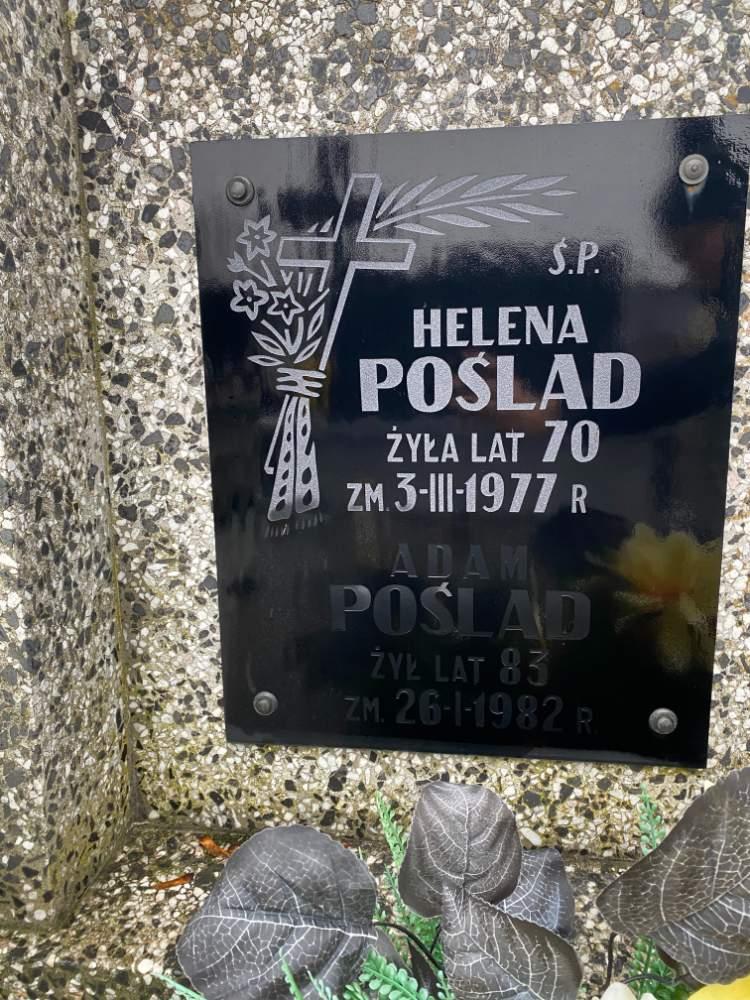 Ś.P.
HELENA
POŚLAD
ŻYŁA LAT 70
ZM. 3-III-1977 R
ADAM
POŚLAD
ŻYŁ LAT 83
ZM. 26-I-1982 R.